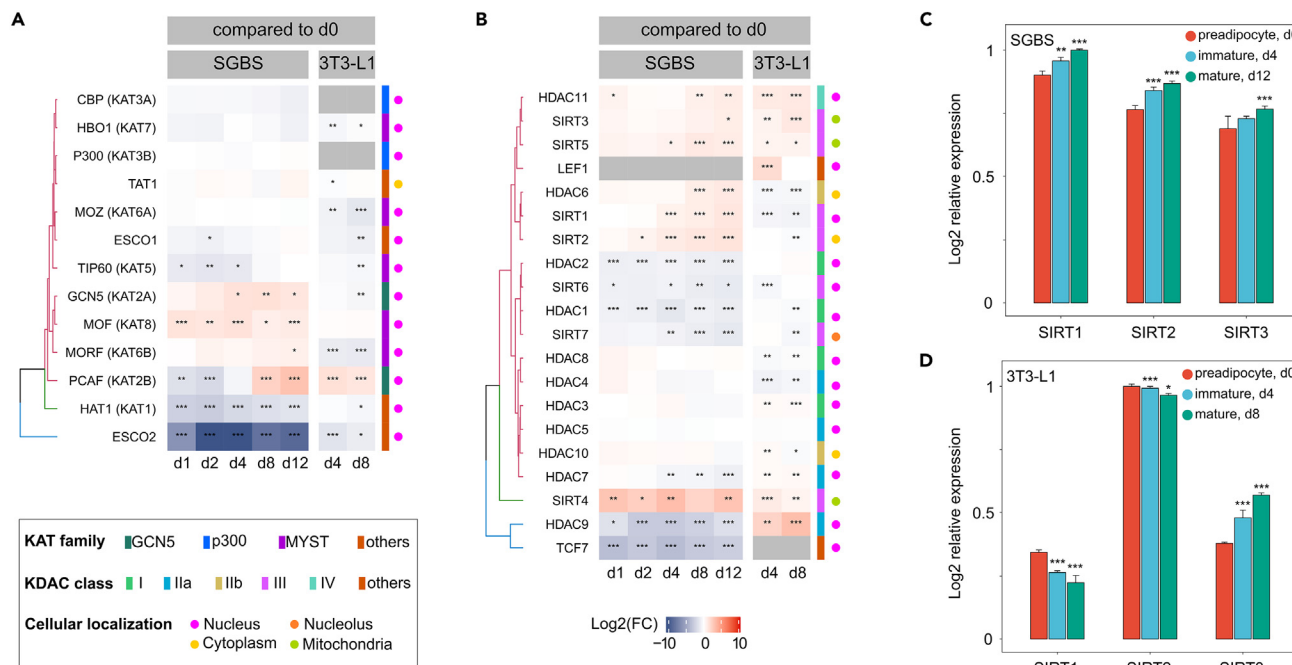 A
compared to d0
SGBS 3T3-L1
CBP (KAT3A)
HBO1 (KAT7) ** *
P300 (KAT3B)
TAT1 *
MOZ (KAT6A) ** ***
ESCO1 * **
TIP60 (KAT5) * ** * **
GCN5 (KAT2A) * ** * **
MOF (KAT8) *** ** *** * ***
MORF (KAT6B) * *** ***
PCAF (KAT2B) ** *** *** *** *** ***
HAT1 (KAT1) *** *** *** *** *** *
ESCO2 *** *** *** *** *** *** *
d1 d2 d4 d8 d12 d4 d8
KAT family GCN5 p300 MYST others
KDAC class I IIa IIb III IV others
Cellular localization Nucleus Nucleolus
Cytoplasm Mitochondria
B
compared to d0
SGBS 3T3-L1
HDAC11 * ** ** *** ***
SIRT3 * ** ***
SIRT5 * *** *** * *
LEF1 ***
HDAC6 *** *** *** ***
SIRT1 *** *** *** *** **
SIRT2 * *** *** *** **
HDAC2 *** *** *** *** ***
SIRT6 * * ** * ***
HDAC1 *** *** *** *** *** **
SIRT7 ** *** *** **
HDAC8 ** **
HDAC4 *** **
HDAC3 ** ***
HDAC5
HDAC10 ** *
HDAC7 ** ** *** ** **
SIRT4 ** * ** ** *** **
HDAC9 * *** *** *** *** ** ***
TCF7 *** *** *** *** ***
d1 d2 d4 d8 d12 d4 d8
Log2(FC)
−10 0 10
C
SGBS
preadipocyte, d0
immature, d4
mature, d12
Log2 relative expression
1
0.5
0
** *** *** *** ***
SIRT1 SIRT2 SIRT3
D
3T3-L1
preadipocyte, d0
immature, d4
mature, d8
Log2 relative expression
1
0.5
0
*** *** *** * *** ***
SIRT1